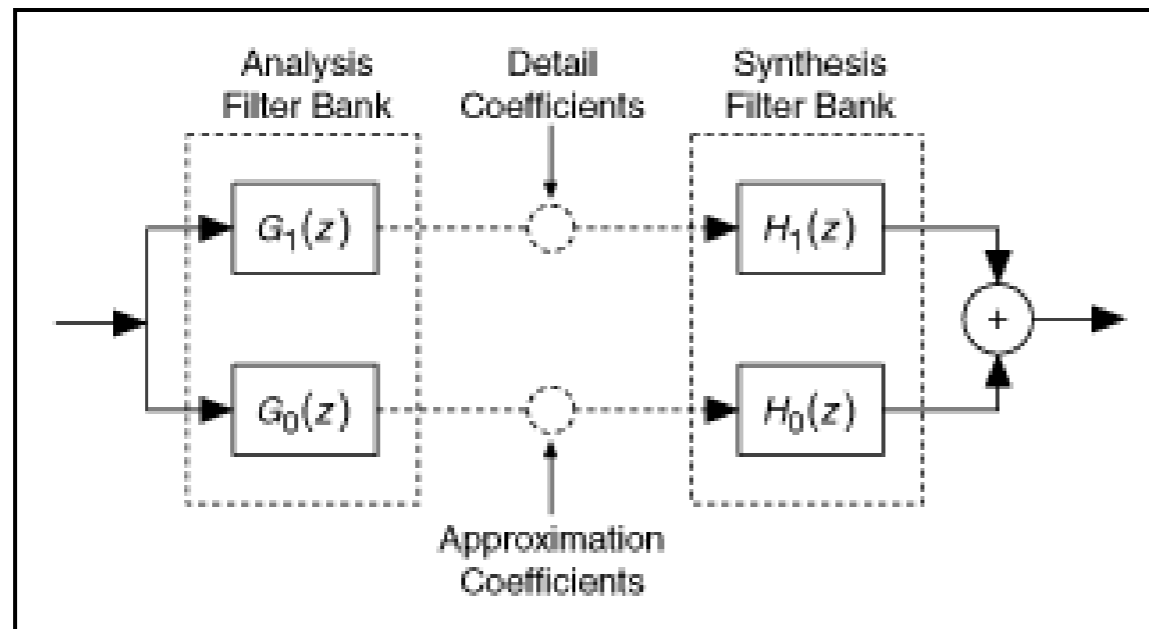 Analysis
Filter Bank
Detail
Coefficients
Synthesis
Filter Bank
G₁(z)
H₁(z)
+
G₀(z)
H₀(z)
Approximation
Coefficients